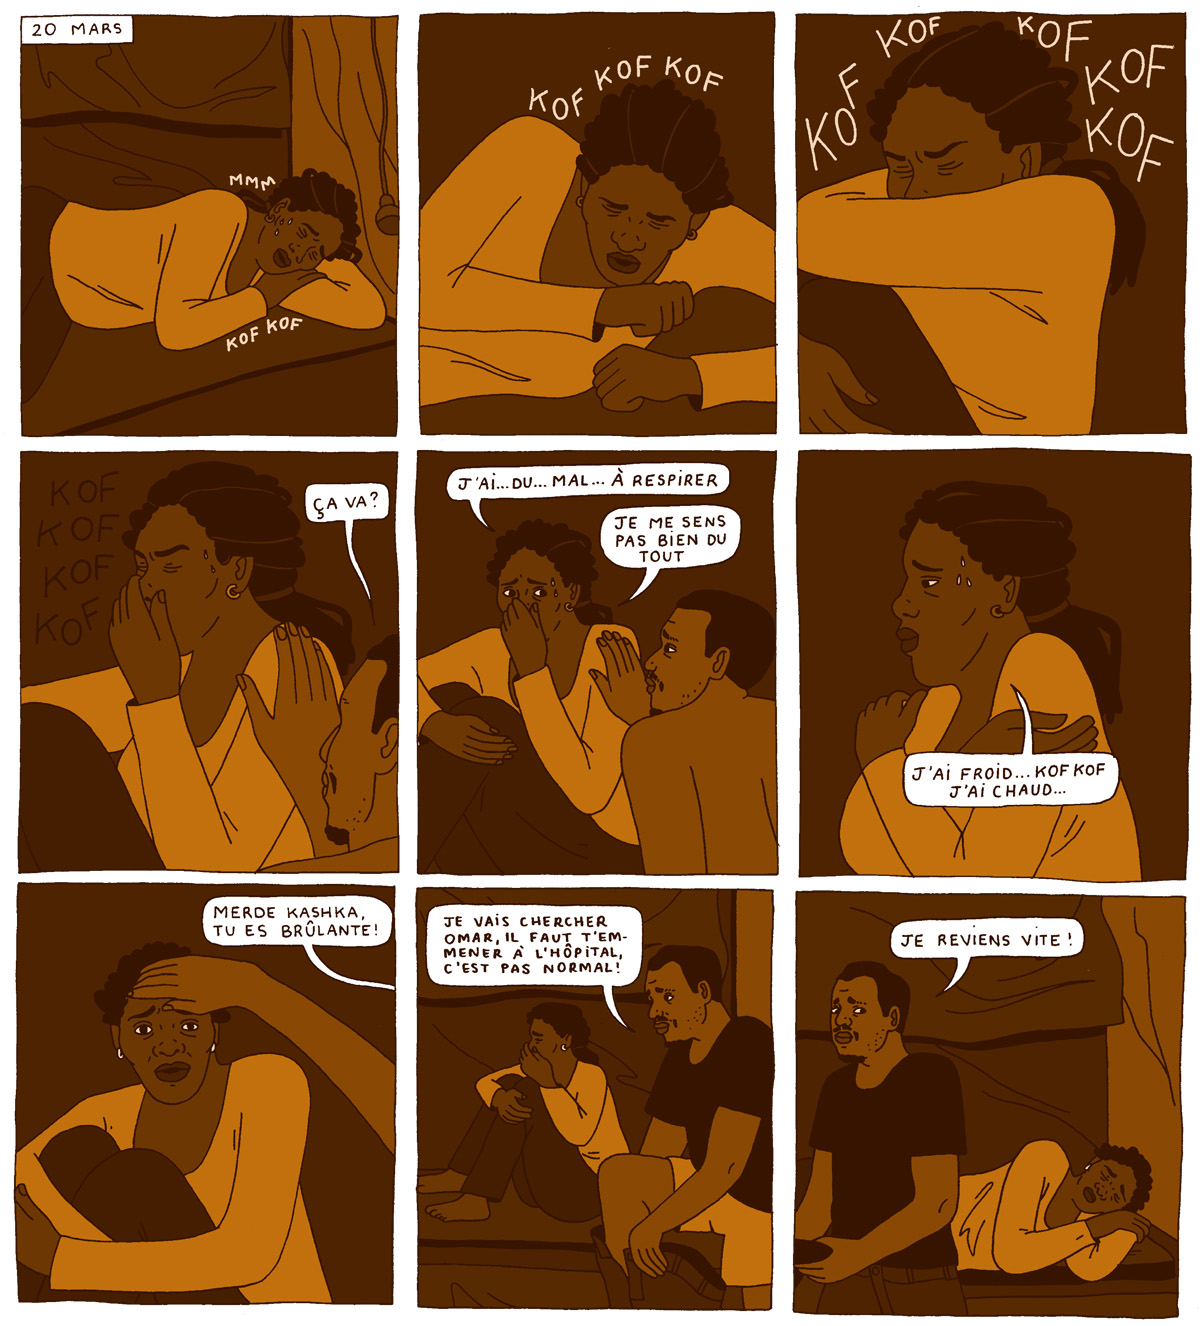 20 MARS
MMM
KOF KOF
KOF KOF KOF
KOF KOF KOF KOF KOF
KOF
KOF
KOF
KOF
ÇA VA?
J'AI...DU... MAL... À RESPIRER
JE ME SENS
PAS BIEN DU
TOUT
J'AI FROID... KOF KOF
J'AI CHAUD...
MERDE KASHKA,
TU ES BRÛLANTE!
JE VAIS CHERCHER
OMAR, IL FAUT T'EM-
MENER À L'HÔPITAL,
C'EST PAS NORMAL!
JE REVIENS VITE!